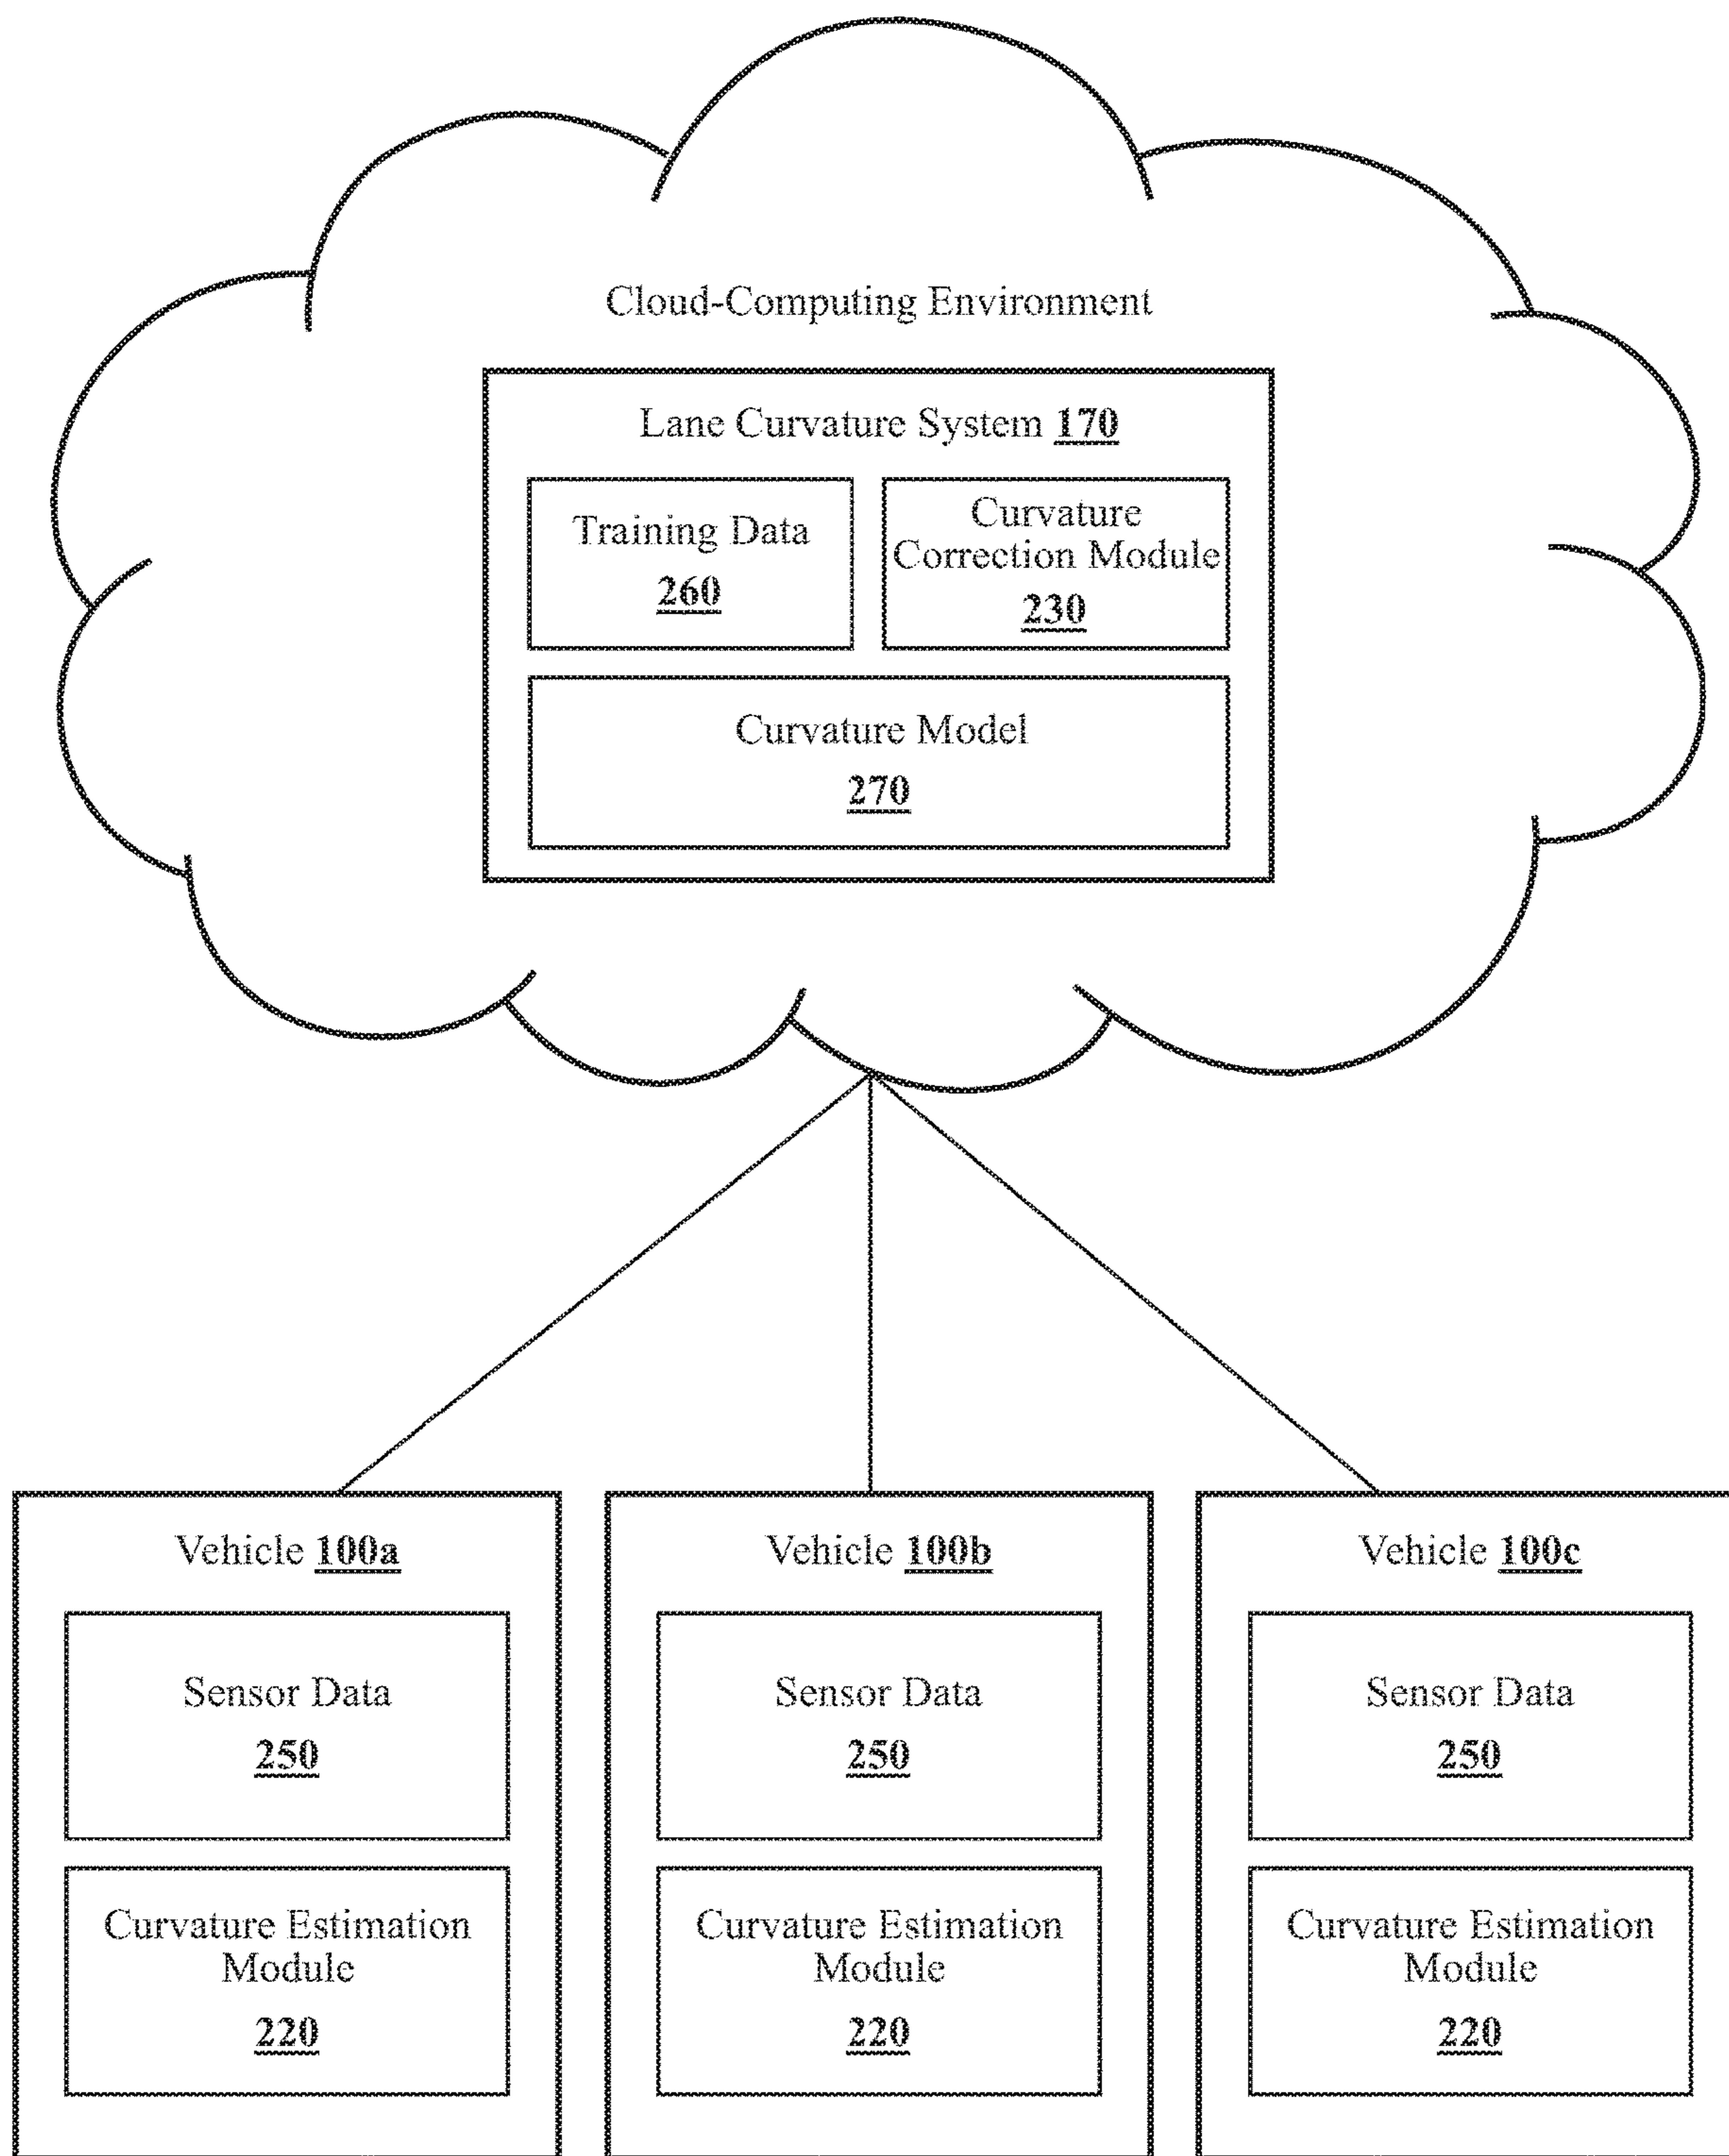 Cloud-Computing Environment
Lane Curvature System 170
Training Data
260
Curvature
Correction Module
230
Curvature Model
270
Vehicle 100a
Sensor Data
250
Curvature Estimation
Module
220
Vehicle 100b
Sensor Data
250
Curvature Estimation
Module
220
Vehicle 100c
Sensor Data
250
Curvature Estimation
Module
220